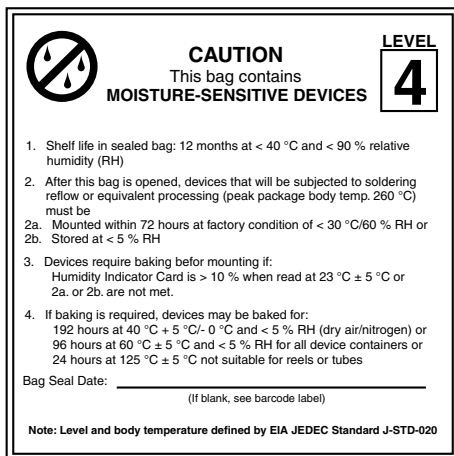 LEVEL
4
CAUTION
This bag contains
MOISTURE-SENSITIVE DEVICES
1. Shelf life in sealed bag: 12 months at < 40 °C and < 90 % relative
humidity (RH)
2. After this bag is opened, devices that will be subjected to soldering
reflow or equivalent processing (peak package body temp. 260 °C)
must be
2a. Mounted within 72 hours at factory condition of < 30 °C/60 % RH or
2b. Stored at < 5 % RH
3. Devices require baking befor mounting if:
Humidity Indicator Card is > 10 % when read at 23 °C ± 5 °C or
2a. or 2b. are not met.
4. If baking is required, devices may be baked for:
192 hours at 40 °C + 5 °C/- 0 °C and < 5 % RH (dry air/nitrogen) or
96 hours at 60 °C ± 5 °C and < 5 % RH for all device containers or
24 hours at 125 °C ± 5 °C not suitable for reels or tubes
Bag Seal Date:
(If blank, see barcode label)
Note: Level and body temperature defined by EIA JEDEC Standard J-STD-020